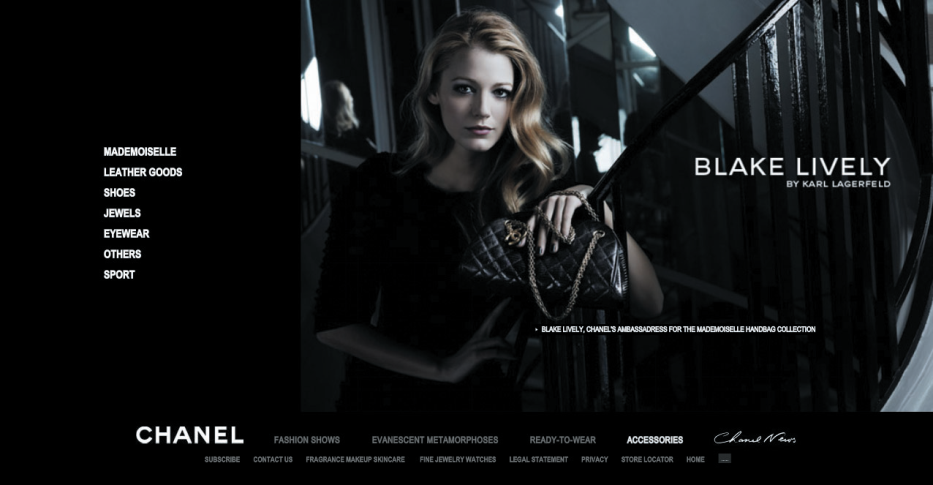 MADEMOISELLE
LEATHER GOODS
SHOES
JEWELS
EYEWEAR
OTHERS
SPORT
BLAKE LIVELY
BY KARL LAGERFELD
BLAKE LIVELY, CHANEL'S AMBASSADRESS FOR THE MADEMOISELLE HANDBAG COLLECTION
CHANEL FASHION SHOWS EVANESCENT METAMORPHOSES READY-TO-WEAR ACCESSORIES Chanel News
SUBSCRIBE CONTACT US FRAGRANCE MAKEUP SKINCARE FINE JEWELRY WATCHES LEGAL STATEMENT PRIVACY STORE LOCATOR HOME